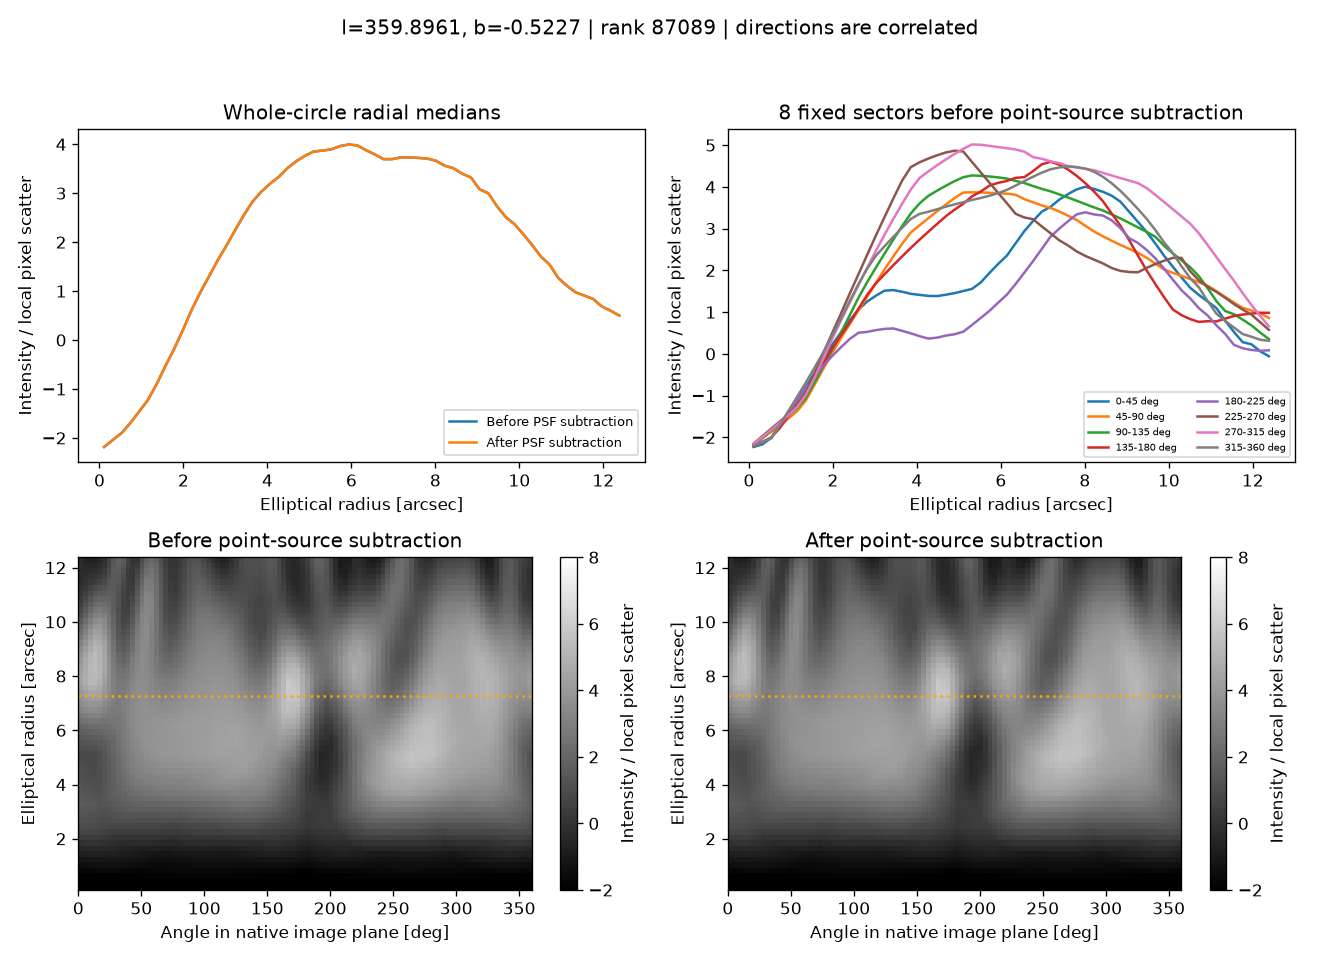 l=359.8961, b=-0.5227 | rank 87089 | directions are correlated
Whole-circle radial medians
4
3
2
1
0
−1
−2
Intensity / local pixel scatter
Before PSF subtraction
After PSF subtraction
0 2 4 6 8 10 12
Elliptical radius [arcsec]
8 fixed sectors before point-source subtraction
5
4
3
2
1
0
−1
−2
Intensity / local pixel scatter
0-45 deg
45-90 deg
90-135 deg
135-180 deg
180-225 deg
225-270 deg
270-315 deg
315-360 deg
0 2 4 6 8 10 12
Elliptical radius [arcsec]
Before point-source subtraction
12
10
8
6
4
2
Elliptical radius [arcsec]
0 50 100 150 200 250 300 350
Angle in native image plane [deg]
8
6
4
2
0
−2
Intensity / local pixel scatter
After point-source subtraction
12
10
8
6
4
2
Elliptical radius [arcsec]
0 50 100 150 200 250 300 350
Angle in native image plane [deg]
8
6
4
2
0
−2
Intensity / local pixel scatter